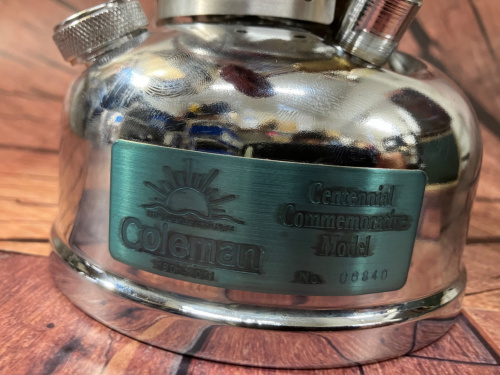 Coleman
Centennial
Commemorative
Model
No. 06840